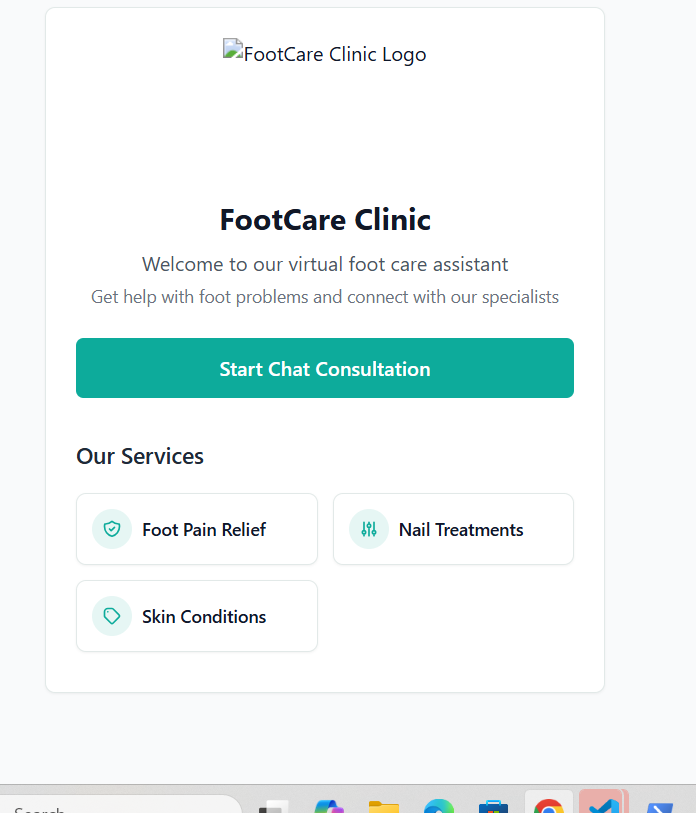 FootCare Clinic Logo
FootCare Clinic
Welcome to our virtual foot care assistant
Get help with foot problems and connect with our specialists
Start Chat Consultation
Our Services
Foot Pain Relief
Nail Treatments
Skin Conditions
Search